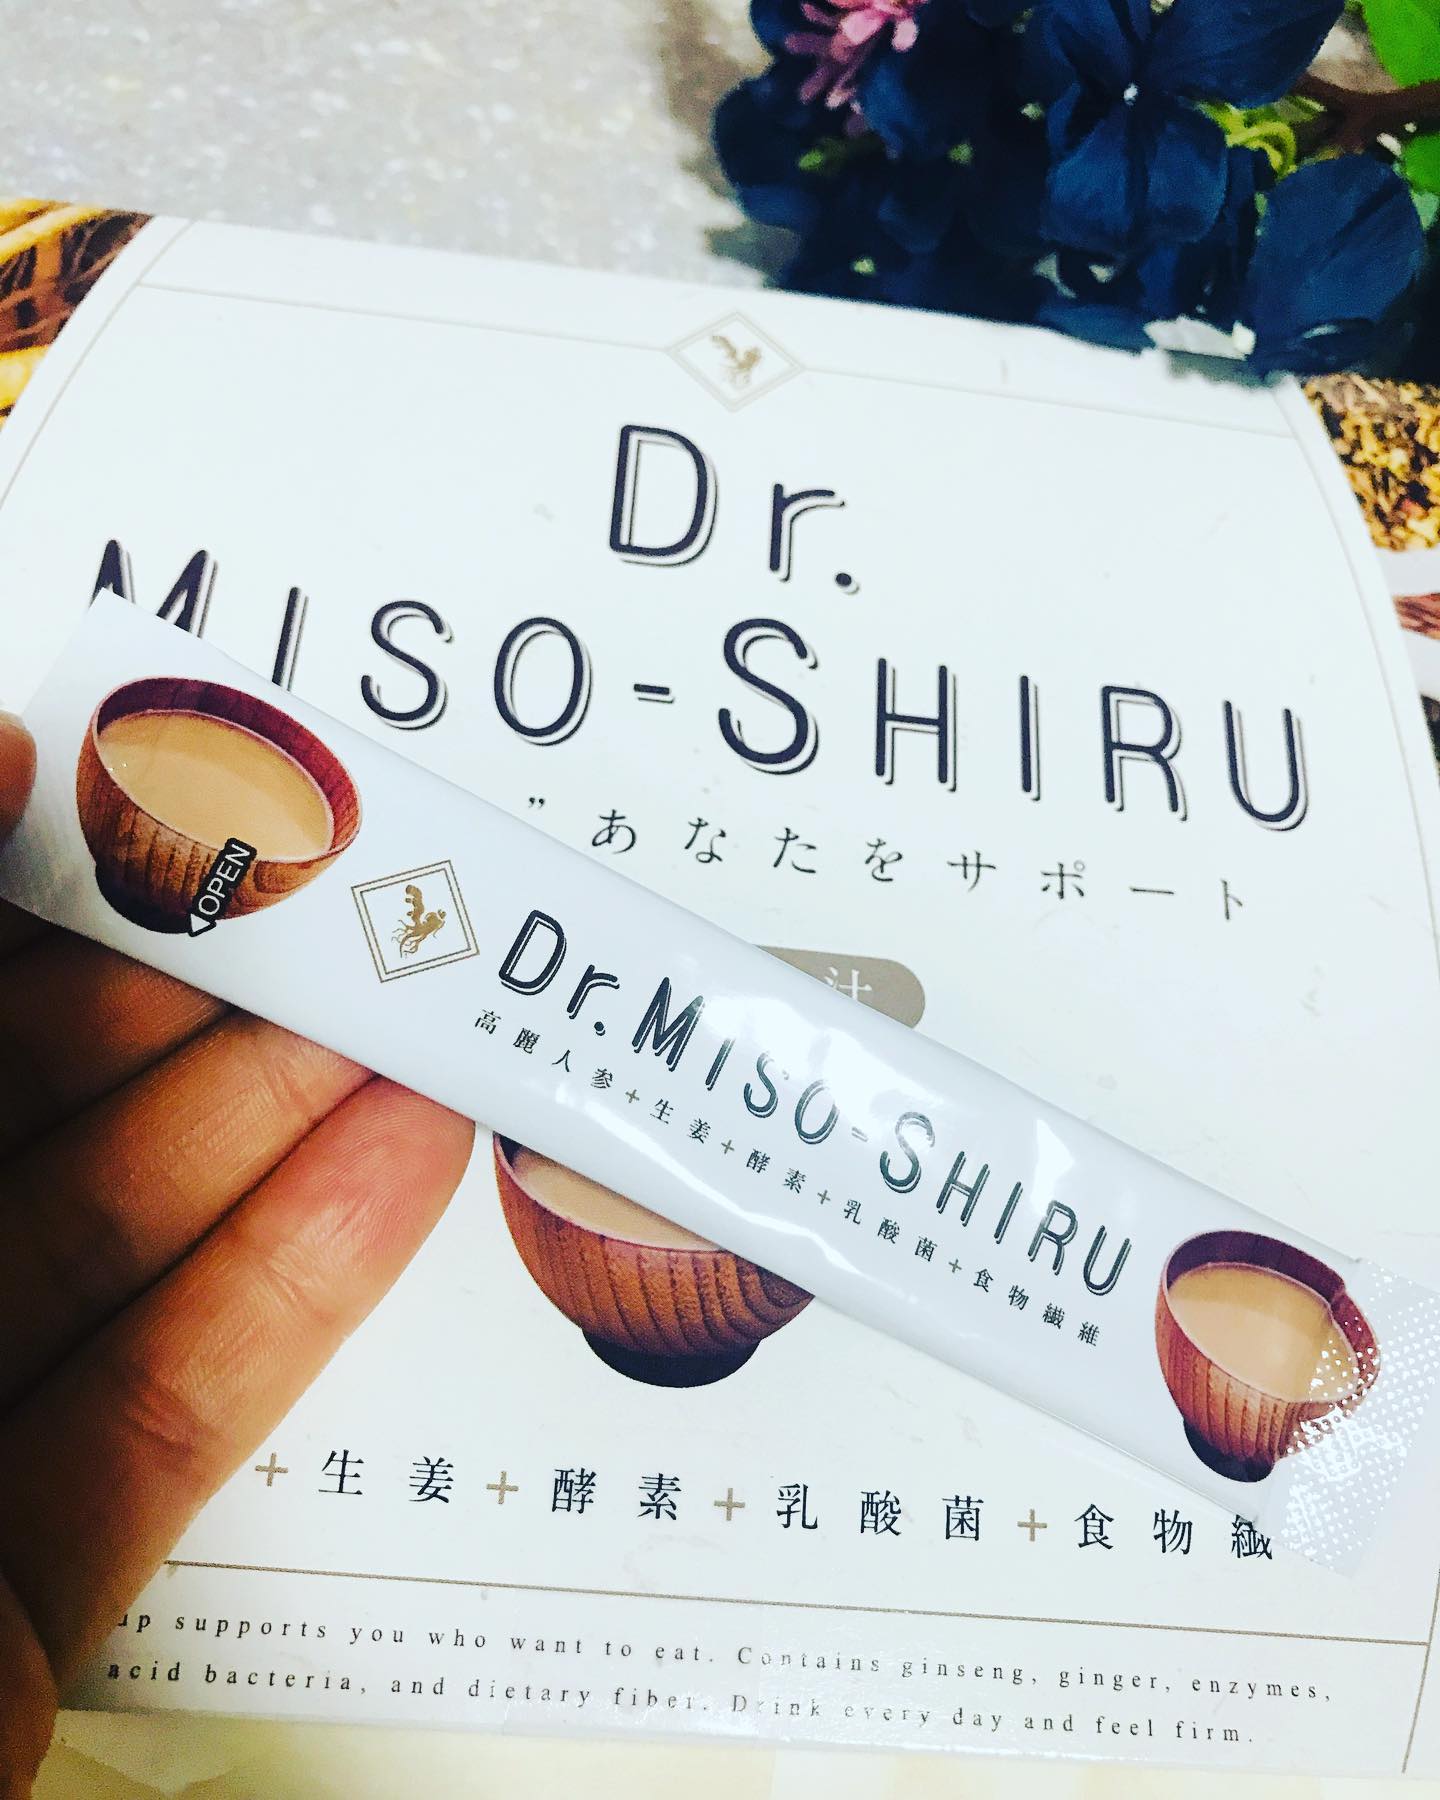 Dr.
MISO-SHIRU
”あなたをサポート
汁
OPEN
Dr.MISO-SHIRU
高麗人参+生姜+酵素+乳酸菌+食物繊維
+生姜+酵素+乳酸菌+食物繊
up supports you who want to eat. Contains ginseng, ginger, enzymes,
acid bacteria, and dietary fiber. Drink every day and feel firm.